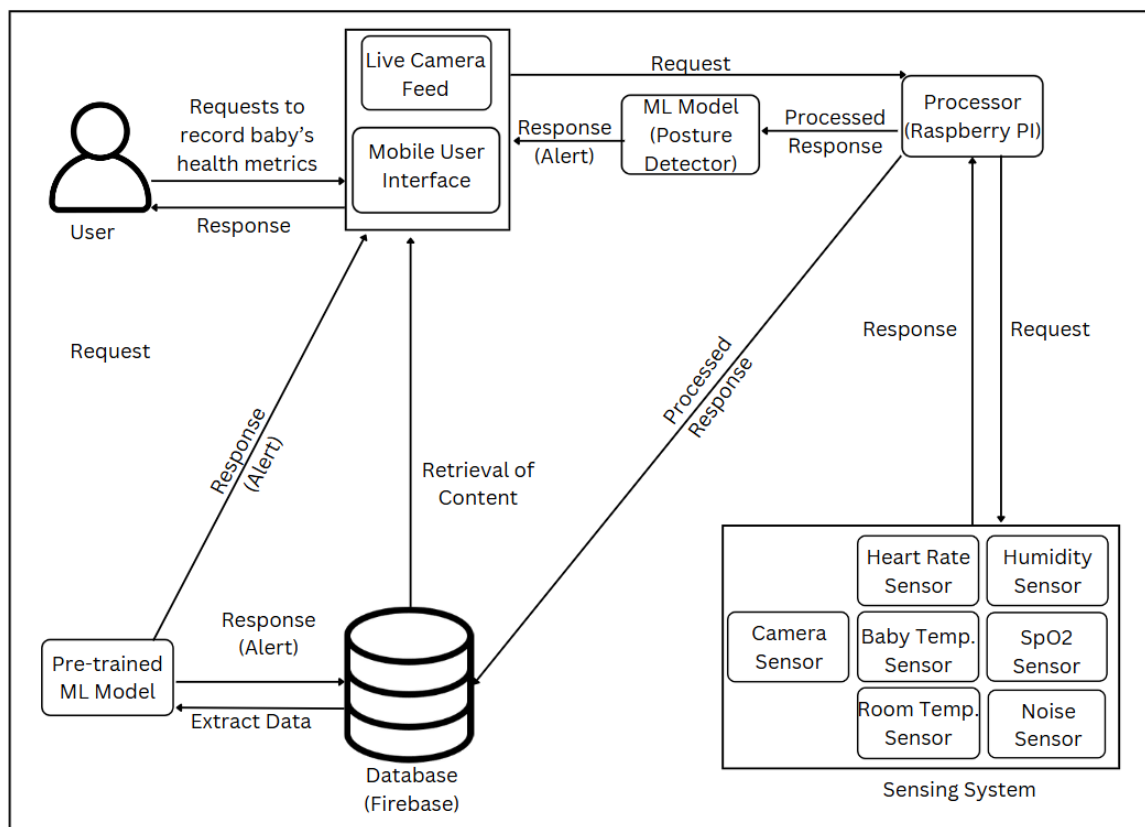 Live Camera
Feed
Mobile User
Interface
Requests to
record baby’s
health metrics
Response
User
Request
ML Model
(Posture
Detector)
Response
(Alert)
Processed
Response
Processor
(Raspberry PI)
Request
Response
(Alert)
Retrieval of
Content
Processed
Response
Response
Request
Pre-trained
ML Model
Response
(Alert)
Extract Data
Database
(Firebase)
Camera
Sensor
Heart Rate
Sensor
Humidity
Sensor
Baby Temp.
Sensor
SpO2
Sensor
Room Temp.
Sensor
Noise
Sensor
Sensing System